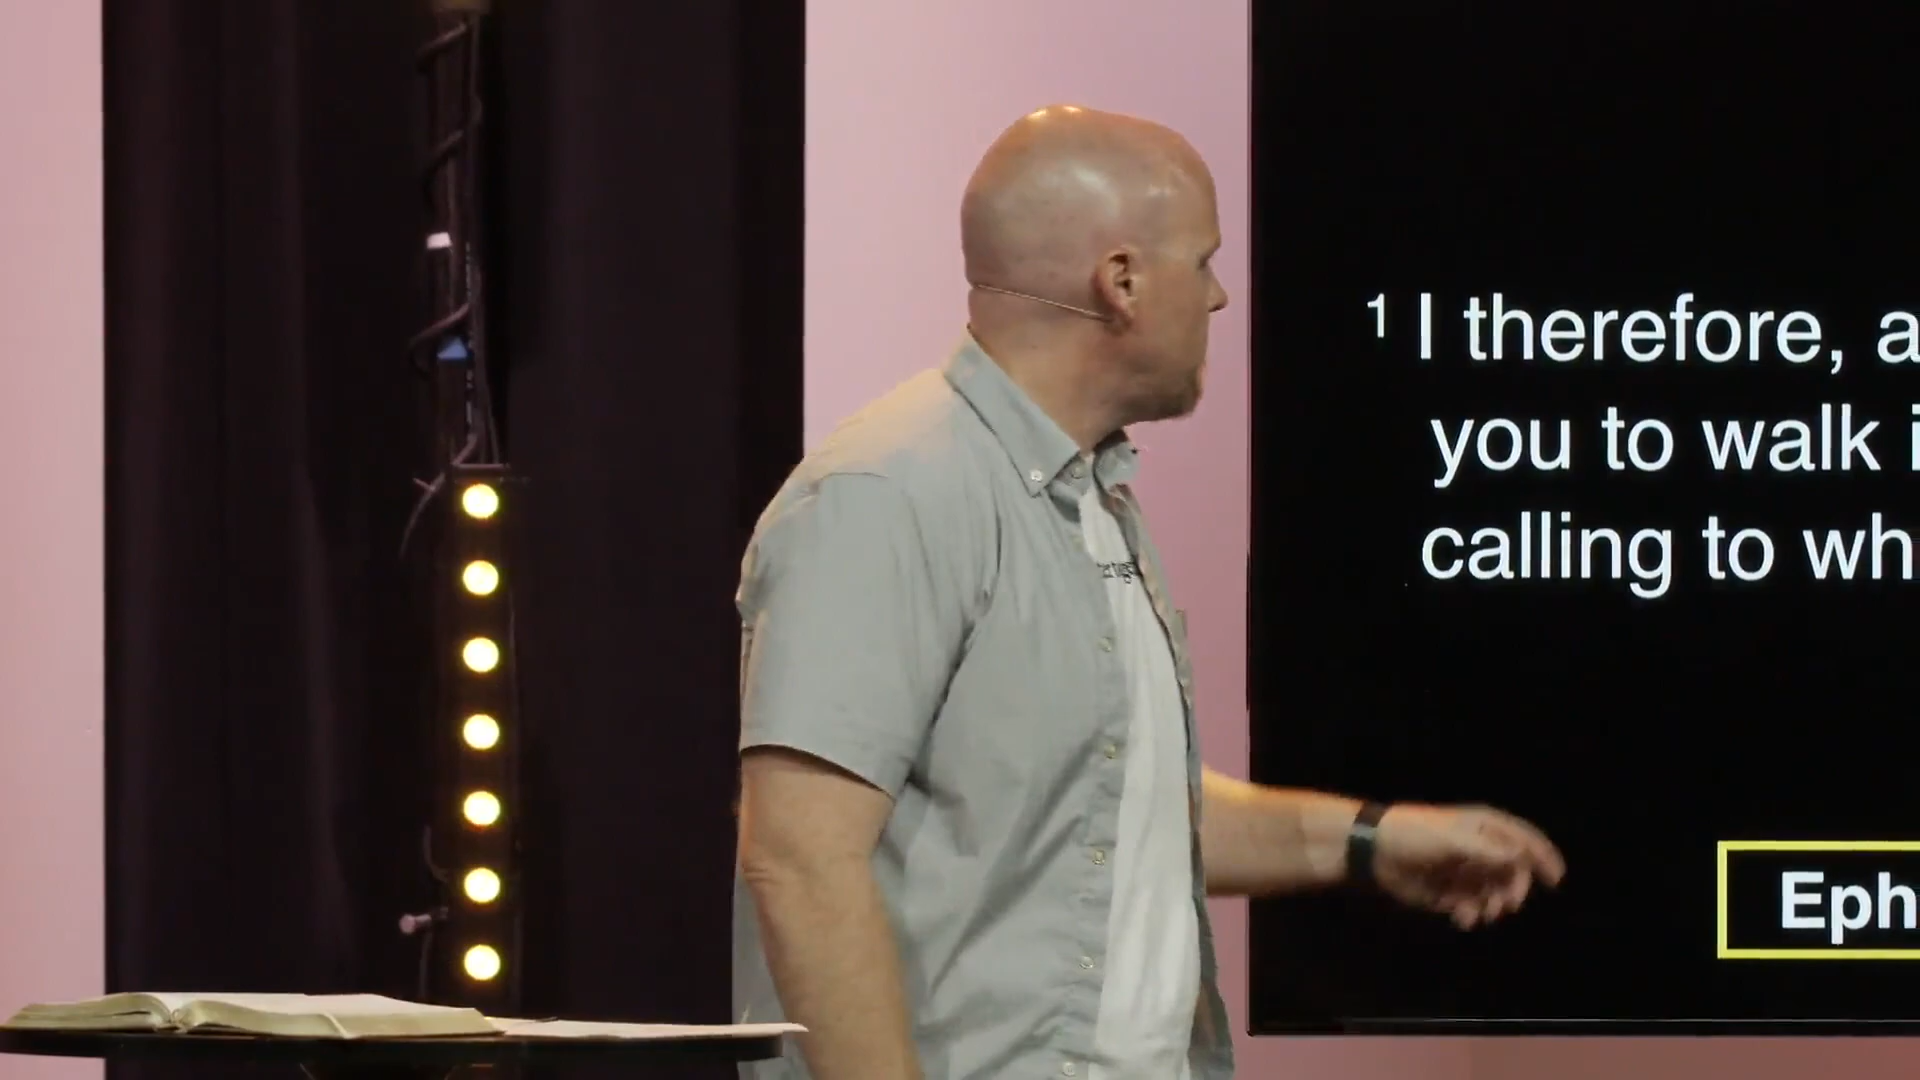 1 I therefore, a
you to walk i
calling to wh
Eph